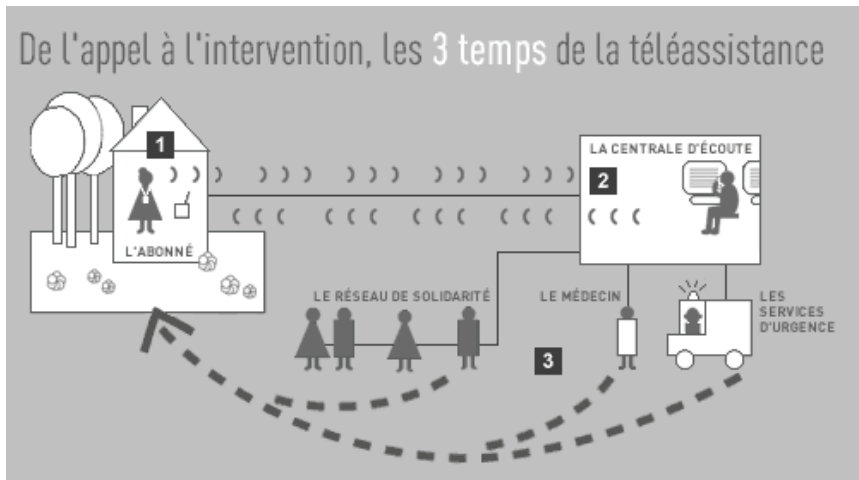 De l'appel à l'intervention, les 3 temps de la téléassistance
1
L'ABONNÉ
LA CENTRALE D'ÉCOUTE
2
LE RÉSEAU DE SOLIDARITÉ
LE MÉDECIN
LES
SERVICES
D'URGENCE
3